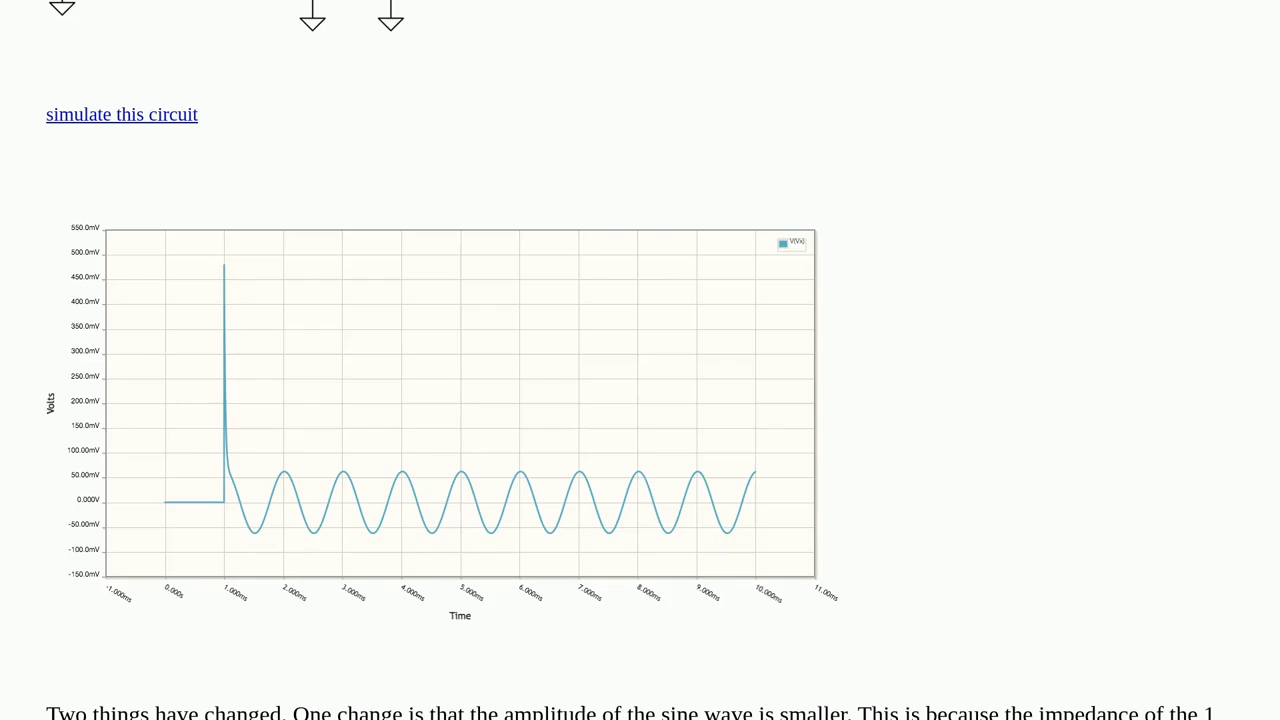 simulate this circuit
550.0mV
V(Vx)
500.0mV
450.0mV
400.0mV
350.0mV
300.0mV
250.0mV
200.0mV
150.0mV
100.00mV
50.00mV
0.000V
-50.00mV
-100.0mV
-150.0mV
Volts
-1.000ms 0.000s 1.000ms 2.000ms 3.000ms 4.000ms 5.000ms 6.000ms 7.000ms 8.000ms 9.000ms 10.000ms 11.00ms
Time
Two things have changed. One change is that the amplitude of the sine wave is smaller. This is because the impedance of the 1